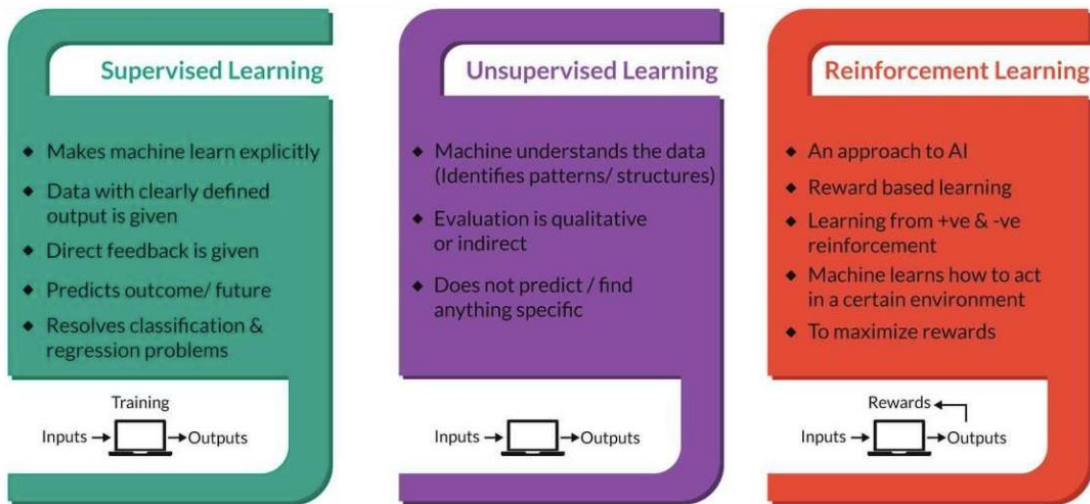 Supervised Learning
◆ Makes machine learn explicitly
◆ Data with clearly defined
output is given
◆ Direct feedback is given
◆ Predicts outcome/ future
◆ Resolves classification &
regression problems
Training
Inputs → → Outputs
Unsupervised Learning
◆ Machine understands the data
(Identifies patterns/ structures)
◆ Evaluation is qualitative
or indirect
◆ Does not predict / find
anything specific
Inputs → → Outputs
Reinforcement Learning
◆ An approach to AI
◆ Reward based learning
◆ Learning from +ve & -ve
reinforcement
◆ Machine learns how to act
in a certain environment
◆ To maximize rewards
Rewards
Inputs → → Outputs